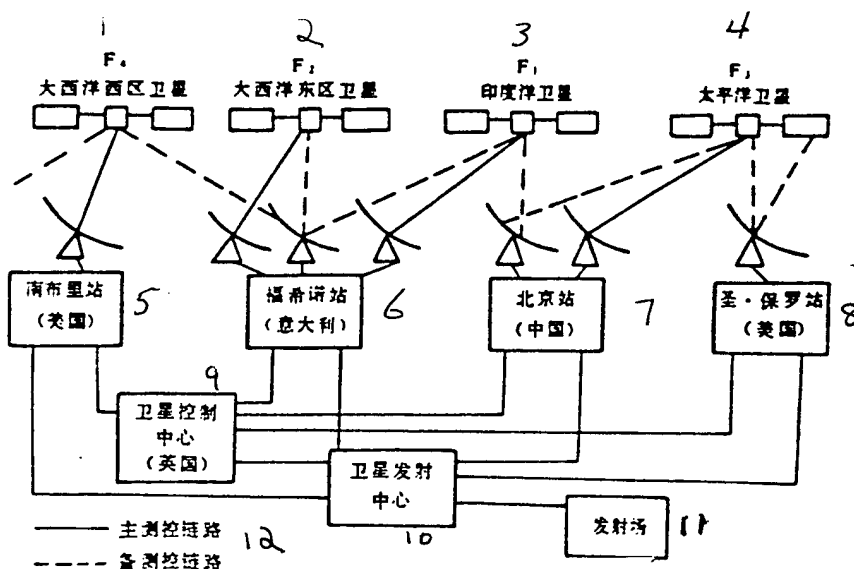 1
2
3
4
F₄
F₂
F₁
F₃
大西洋西区卫星
大西洋东区卫星
印度洋卫星
太平洋卫星
南布里站
(美国)
5
福希诺站
(意大利)
6
北京站
(中国)
7
圣·保罗站
(美国)
8
9
卫星控制
中心
(英国)
卫星发射
中心
10
发射场
11
主测控链路
12
备测控链路